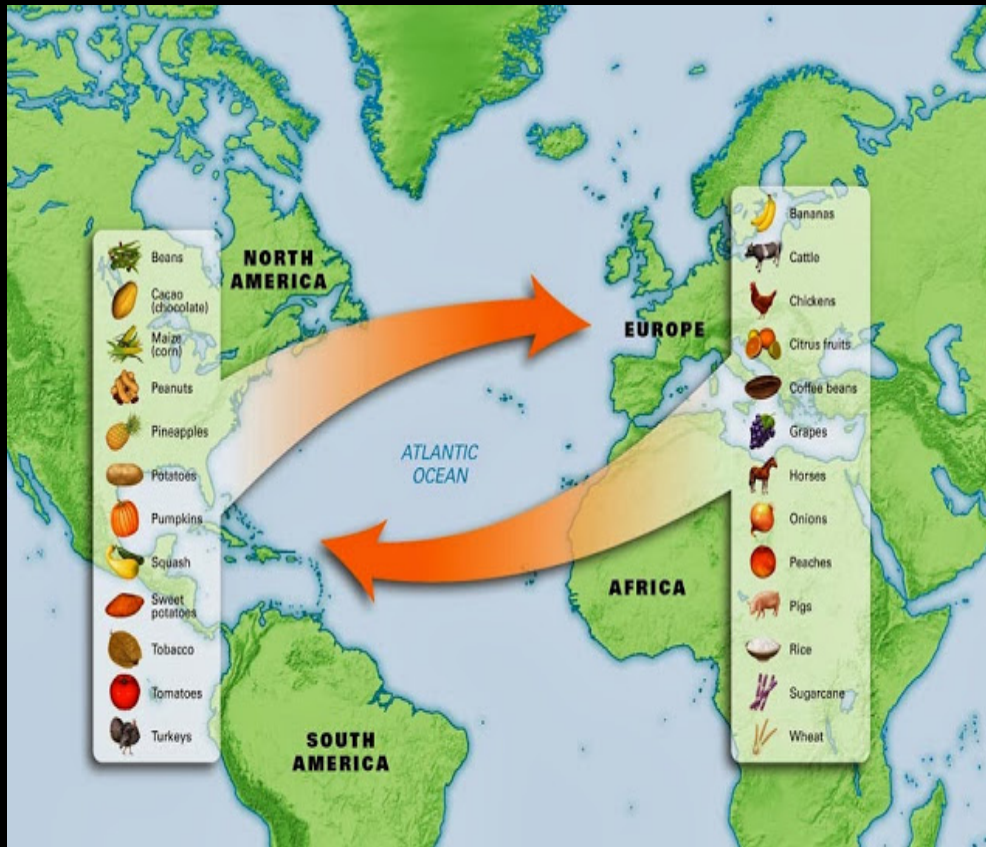 NORTH
AMERICA
Beans
Cacao
(chocolate)
Maize
(corn)
Peanuts
Pineapples
Potatoes
Pumpkins
Squash
Sweet
potatoes
Tobacco
Tomatoes
Turkeys
ATLANTIC
OCEAN
SOUTH
AMERICA
EUROPE
AFRICA
Bananas
Cattle
Chickens
Citrus fruits
Coffee beans
Grapes
Horses
Onions
Peaches
Pigs
Rice
Sugarcane
Wheat